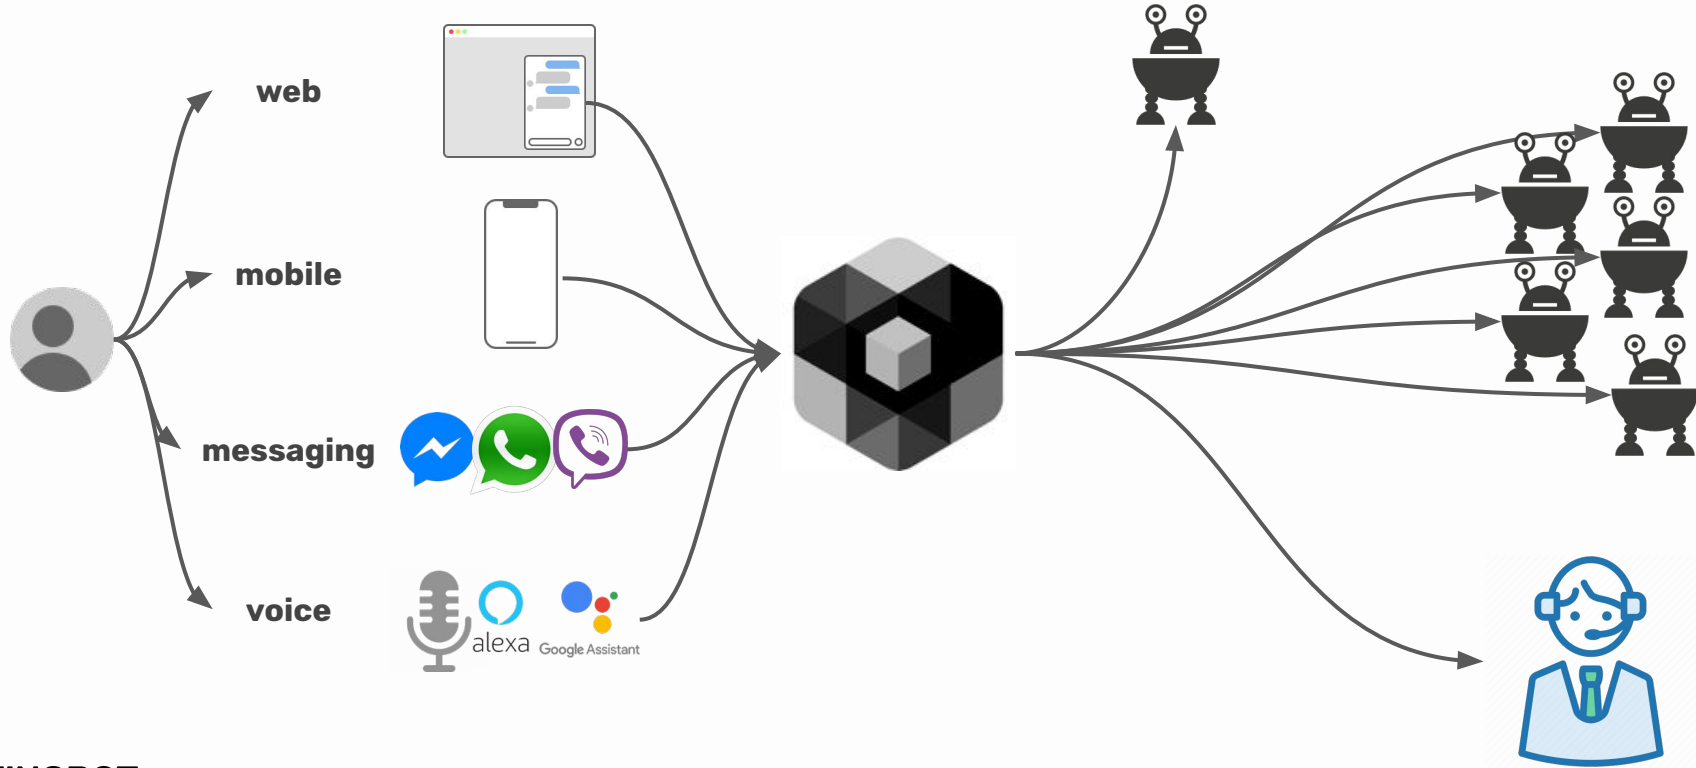 web
mobile
messaging
voice
alexa
Google Assistant